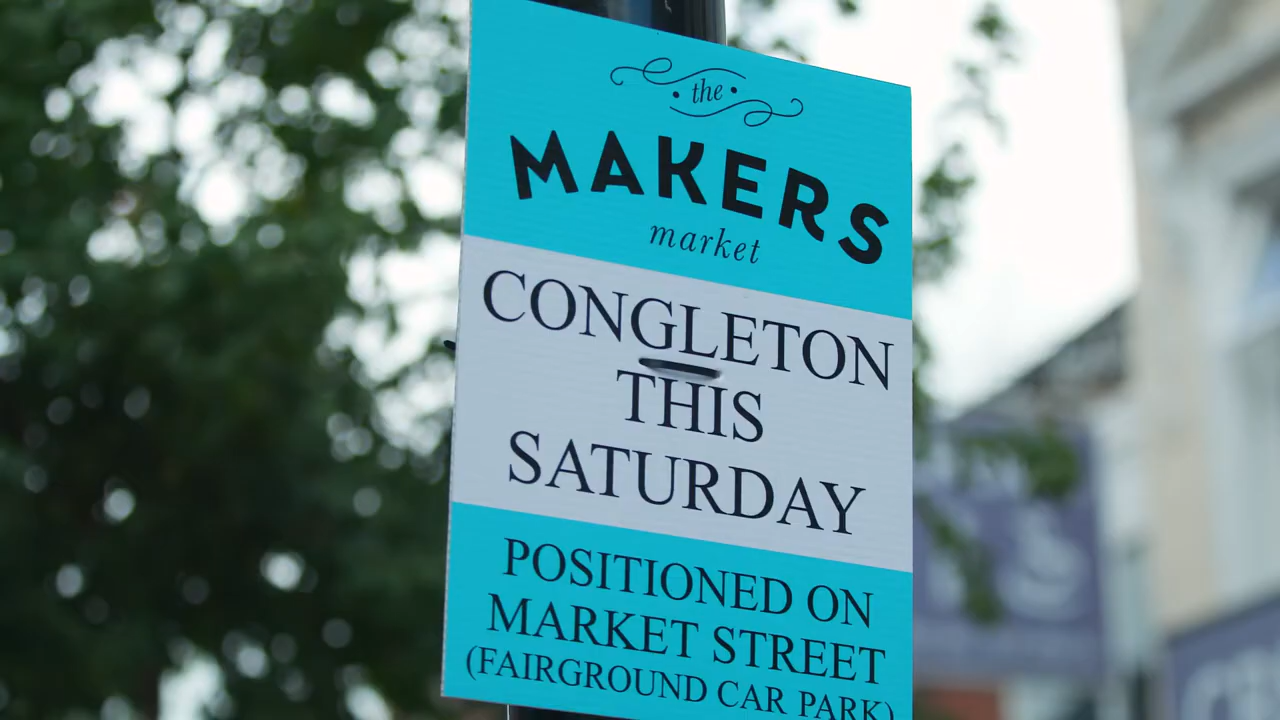 the
MAKERS
market
CONGLETON
THIS
SATURDAY
POSITIONED ON
MARKET STREET
(FAIRGROUND CAR PARK)